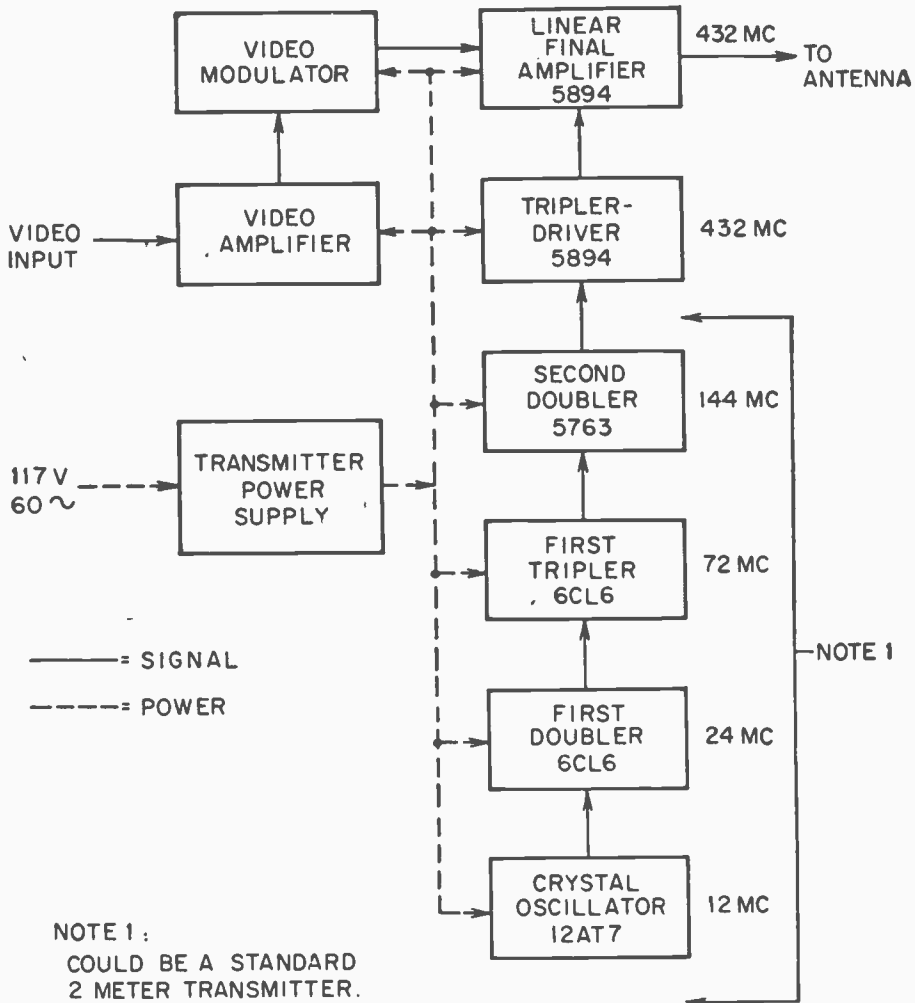 VIDEO
MODULATOR
LINEAR
FINAL
AMPLIFIER
5894
432 MC
TO
ANTENNA
VIDEO
INPUT
VIDEO
AMPLIFIER
TRIPLER-
DRIVER
5894
432 MC
SECOND
DOUBLER
5763
144 MC
117 V
60 ~
TRANSMITTER
POWER
SUPPLY
FIRST
TRIPLER
6CL6
72 MC
NOTE 1
= SIGNAL
= POWER
FIRST
DOUBLER
6CL6
24 MC
CRYSTAL
OSCILLATOR
12AT7
12 MC
NOTE 1:
COULD BE A STANDARD
2 METER TRANSMITTER.